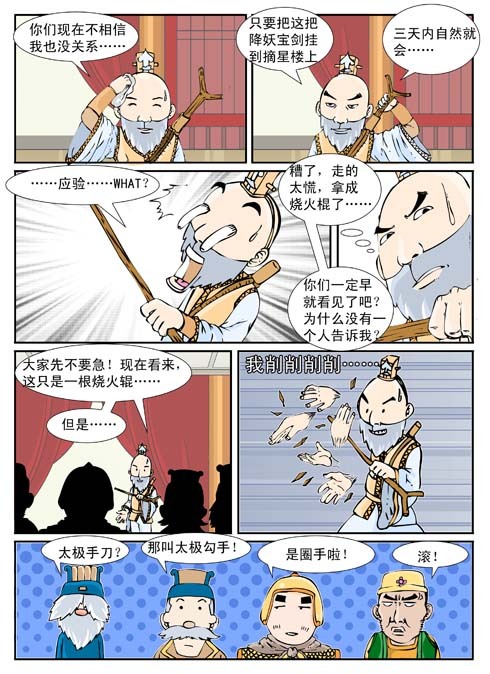 你们现在不相信
我也没关系……
只要把这把
降妖宝剑挂
到摘星楼上
三天内自然就
会……
……应验……WHAT？
糟了，走的
太慌，拿成
烧火棍了……
你们一定早
就看见了吧？
为什么没有一
个人告诉我？
大家先不要急！现在看来，
这只是一根烧火辊……
但是……
我削削削削……
太极手刀？
那叫太极勾手！
是圈手啦！
滚！